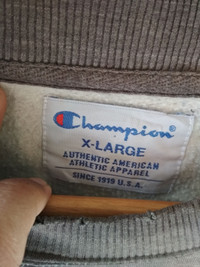 Champion®
X-LARGE
AUTHENTIC AMERICAN
ATHLETIC APPAREL
SINCE 1919 U.S.A.